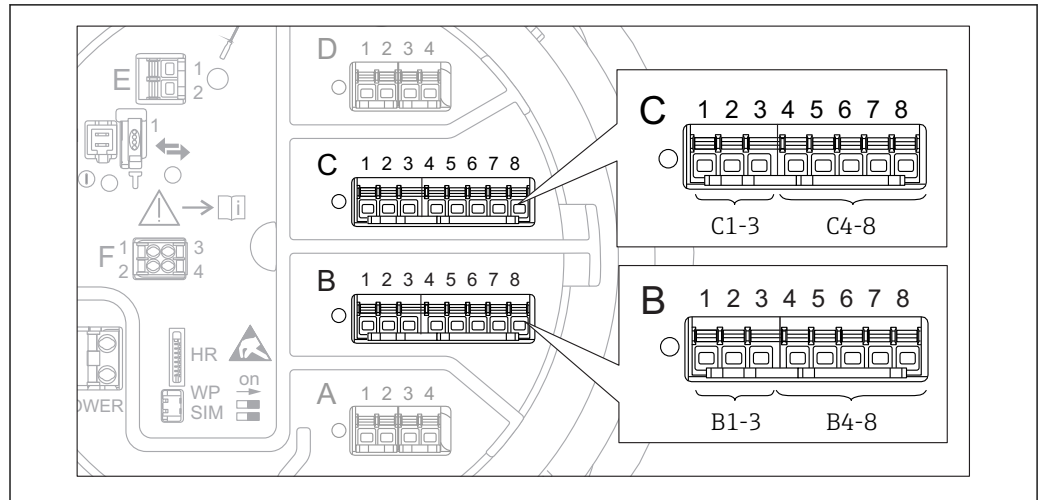 D 1 2 3 4
E 1
2
1
C 1 2 3 4 5 6 7 8
i
F 1 3
2 4
B 1 2 3 4 5 6 7 8
HR
WP on
SIM
OWER
A 1 2 3 4
C 1 2 3 4 5 6 7 8
C1-3 C4-8
B 1 2 3 4 5 6 7 8
B1-3 B4-8